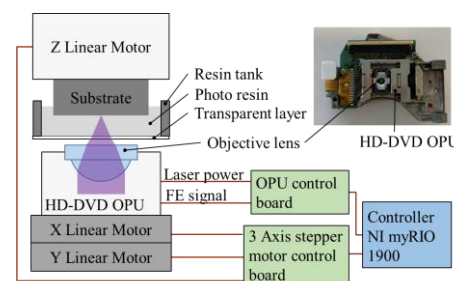 Z Linear Motor
Substrate
Resin tank
Photo resin
Transparent layer
Objective lens
HD-DVD OPU
Laser power
FE signal
HD-DVD OPU
X Linear Motor
Y Linear Motor
OPU control
board
3 Axis stepper
motor control
board
Controller
NI myRIO
1900